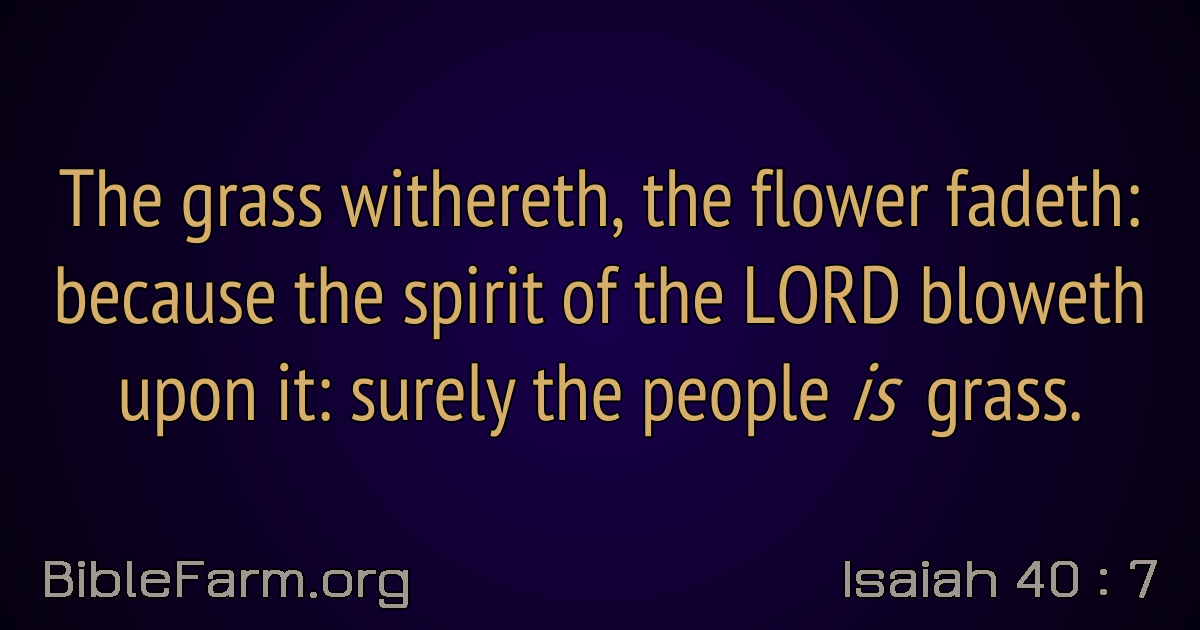 The grass withereth, the flower fadeth:
because the spirit of the LORD bloweth
upon it: surely the people is grass.
BibleFarm.org
Isaiah 40 : 7